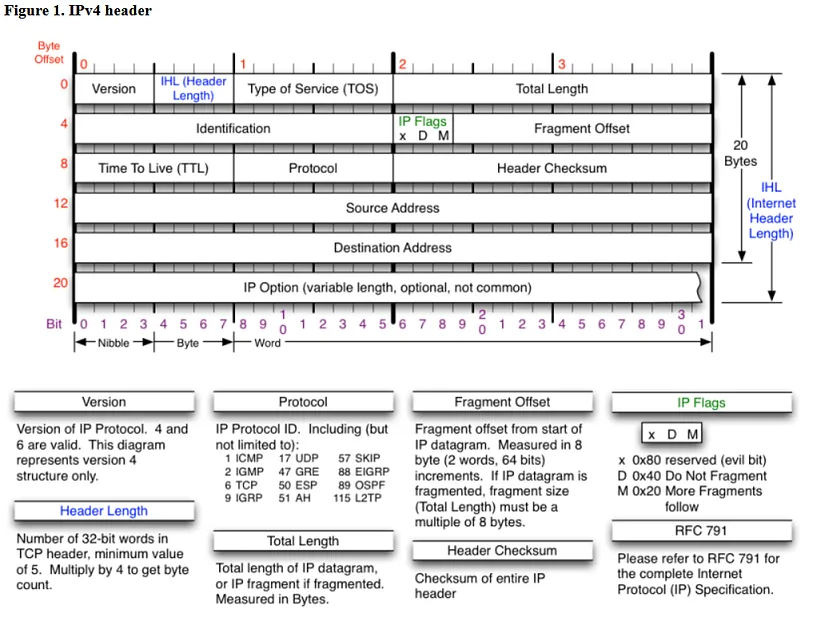 Figure 1. IPv4 header
Byte
Offset
0 1 2 3
0 Version IHL (Header
Length) Type of Service (TOS) Total Length
4 Identification IP Flags
x D M Fragment Offset
8 Time To Live (TTL) Protocol Header Checksum
12 Source Address
16 Destination Address
20 IP Option (variable length, optional, not common)
20
Bytes
IHL
(Internet
Header
Length)
Bit 0 1 2 3 4 5 6 7 8 9 10 1 2 3 4 5 6 7 8 9 20 1 2 3 4 5 6 7 8 9 30 1
Nibble Byte Word
Version
Version of IP Protocol. 4 and
6 are valid. This diagram
represents version 4
structure only.
Header Length
Number of 32-bit words in
TCP header, minimum value
of 5. Multiply by 4 to get byte
count.
Protocol
IP Protocol ID. Including (but
not limited to):
1 ICMP 17 UDP 57 SKIP
2 IGMP 47 GRE 88 EIGRP
6 TCP 50 ESP 89 OSPF
9 IGRP 51 AH 115 L2TP
Total Length
Total length of IP datagram,
or IP fragment if fragmented.
Measured in Bytes.
Fragment Offset
Fragment offset from start of
IP datagram. Measured in 8
byte (2 words, 64 bits)
increments. If IP datagram is
fragmented, fragment size
(Total Length) must be a
multiple of 8 bytes.
Header Checksum
Checksum of entire IP
header
IP Flags
x D M
x 0x80 reserved (evil bit)
D 0x40 Do Not Fragment
M 0x20 More Fragments
follow
RFC 791
Please refer to RFC 791 for
the complete Internet
Protocol (IP) Specification.